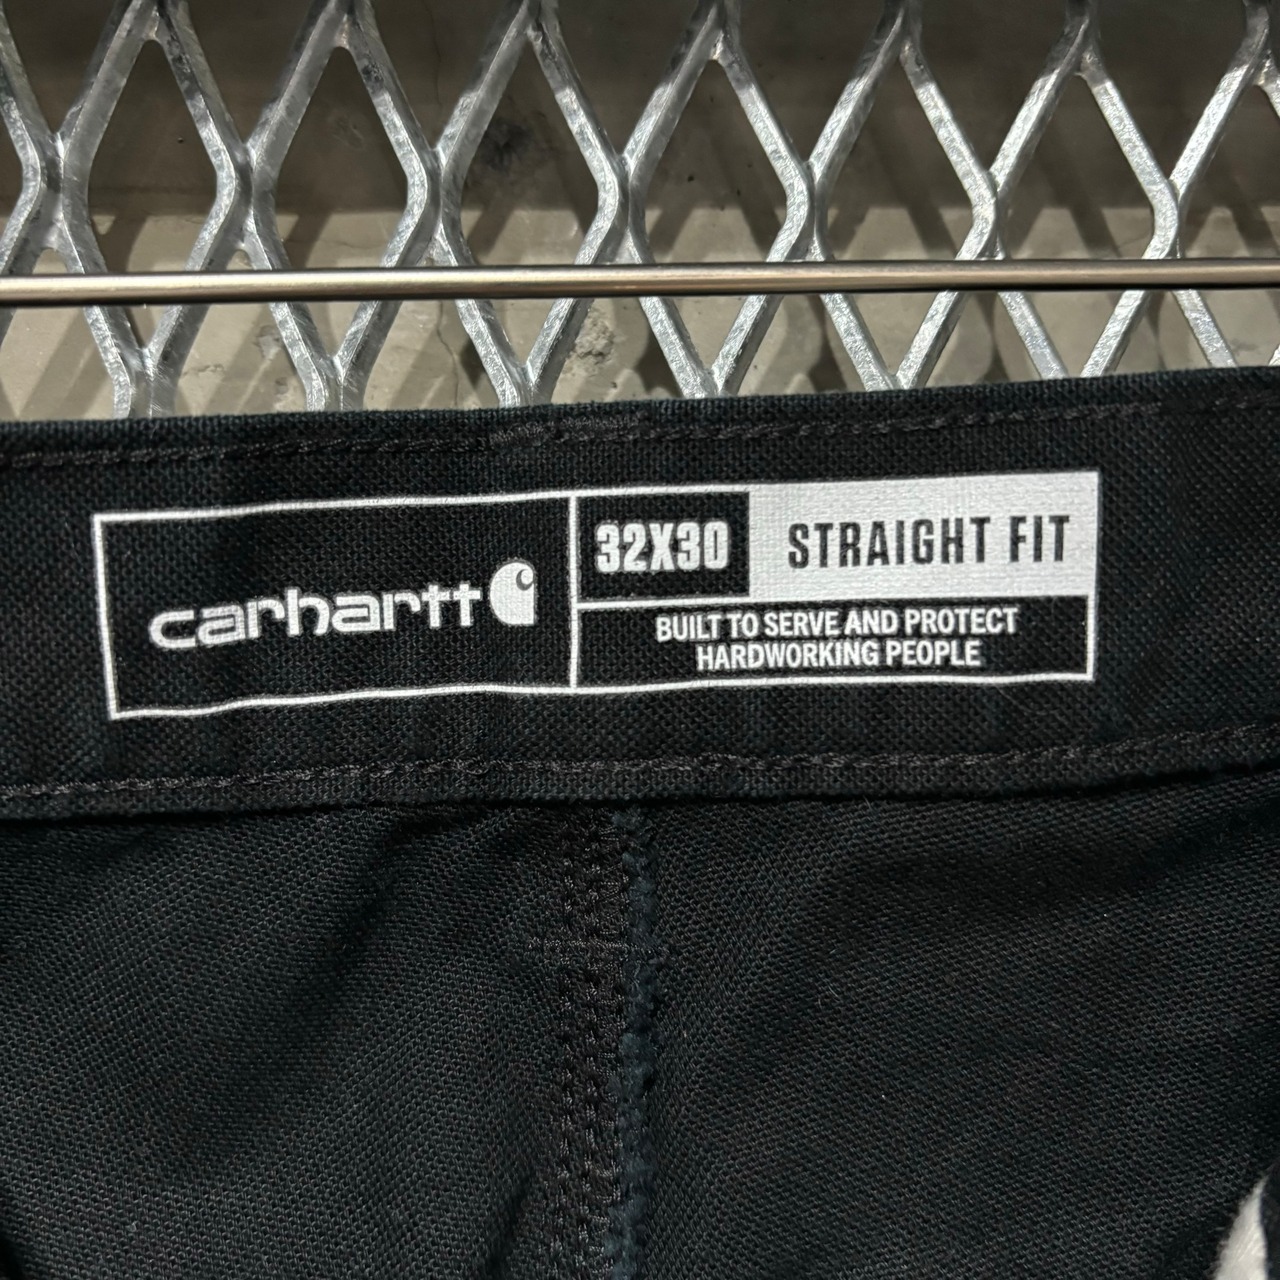 carhartt
32X30
STRAIGHT FIT
BUILT TO SERVE AND PROTECT
HARDWORKING PEOPLE